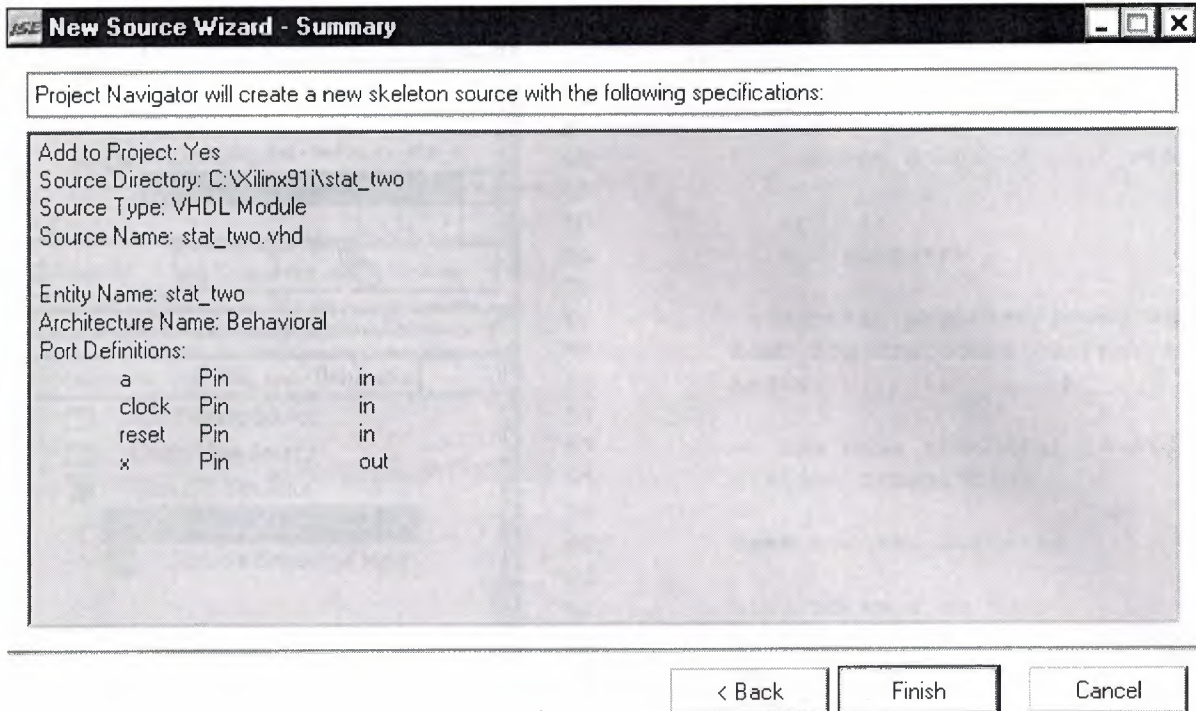 ISE New Source Wizard - Summary
Project Navigator will create a new skeleton source with the following specifications:
Add to Project: Yes
Source Directory: C:\Xilinx91i\stat_two
Source Type: VHDL Module
Source Name: stat_two.vhd
Entity Name: stat_two
Architecture Name: Behavioral
Port Definitions:
a Pin in
clock Pin in
reset Pin in
x Pin out
< Back Finish Cancel